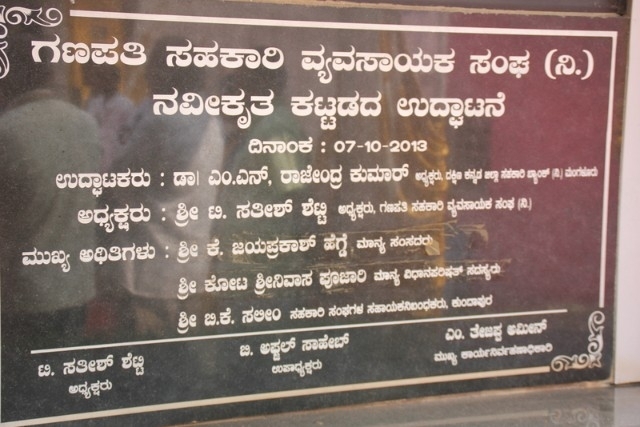 ಗಣಪತಿ ಸಹಕಾರಿ ವ್ಯವಸಾಯಕ ಸಂಘ (ನಿ.)
ನವೀಕೃತ ಕಟ್ಟಡದ ಉದ್ಘಾಟನೆ
ದಿನಾಂಕ : 07-10-2013
ಉದ್ಘಾಟಕರು : ಡಾ| ಎಂ.ಎನ್. ರಾಜೇಂದ್ರ ಕುಮಾರ್ ಅಧ್ಯಕ್ಷರು, ದಕ್ಷಿಣ ಕನ್ನಡ ಜಿಲ್ಲಾ ಸಹಕಾರಿ ಬ್ಯಾಂಕ್ (ನಿ.) ಮಂಗಳೂರು
ಅಧ್ಯಕ್ಷರು : ಶ್ರೀ ಟಿ. ಸತೀಶ್ ಶೆಟ್ಟಿ ಅಧ್ಯಕ್ಷರು, ಗಣಪತಿ ಸಹಕಾರಿ ವ್ಯವಸಾಯಕ ಸಂಘ (ನಿ.)
ಮುಖ್ಯ ಅಥಿತಿಗಳು : ಶ್ರೀ ಕೆ. ಜಯಪ್ರಕಾಶ್ ಹೆಗ್ಡೆ ಮಾನ್ಯ ಸಂಸದರು
ಶ್ರೀ ಕೋಟ ಶ್ರೀನಿವಾಸ ಪೂಜಾರಿ ಮಾನ್ಯ ವಿಧಾನಪರಿಷತ್ ಸದಸ್ಯರು
ಶ್ರೀ ಬಿ.ಕೆ. ಸಲೀಂ ಸಹಕಾರಿ ಸಂಘಗಳ ಸಹಾಯಕನಿಬಂಧಕರು, ಕುಂದಾಪುರ
ಟಿ. ಸತೀಶ್ ಶೆಟ್ಟಿ
ಅಧ್ಯಕ್ಷರು
ಬಿ. ಅಫ್ಜಲ್ ಸಾಹೇಬ್
ಉಪಾಧ್ಯಕ್ಷರು
ಎಂ. ತೇಜಪ್ಪ ಅಮೀನ್
ಮುಖ್ಯ ಕಾರ್ಯನಿರ್ವಹಣಾಧಿಕಾರಿ